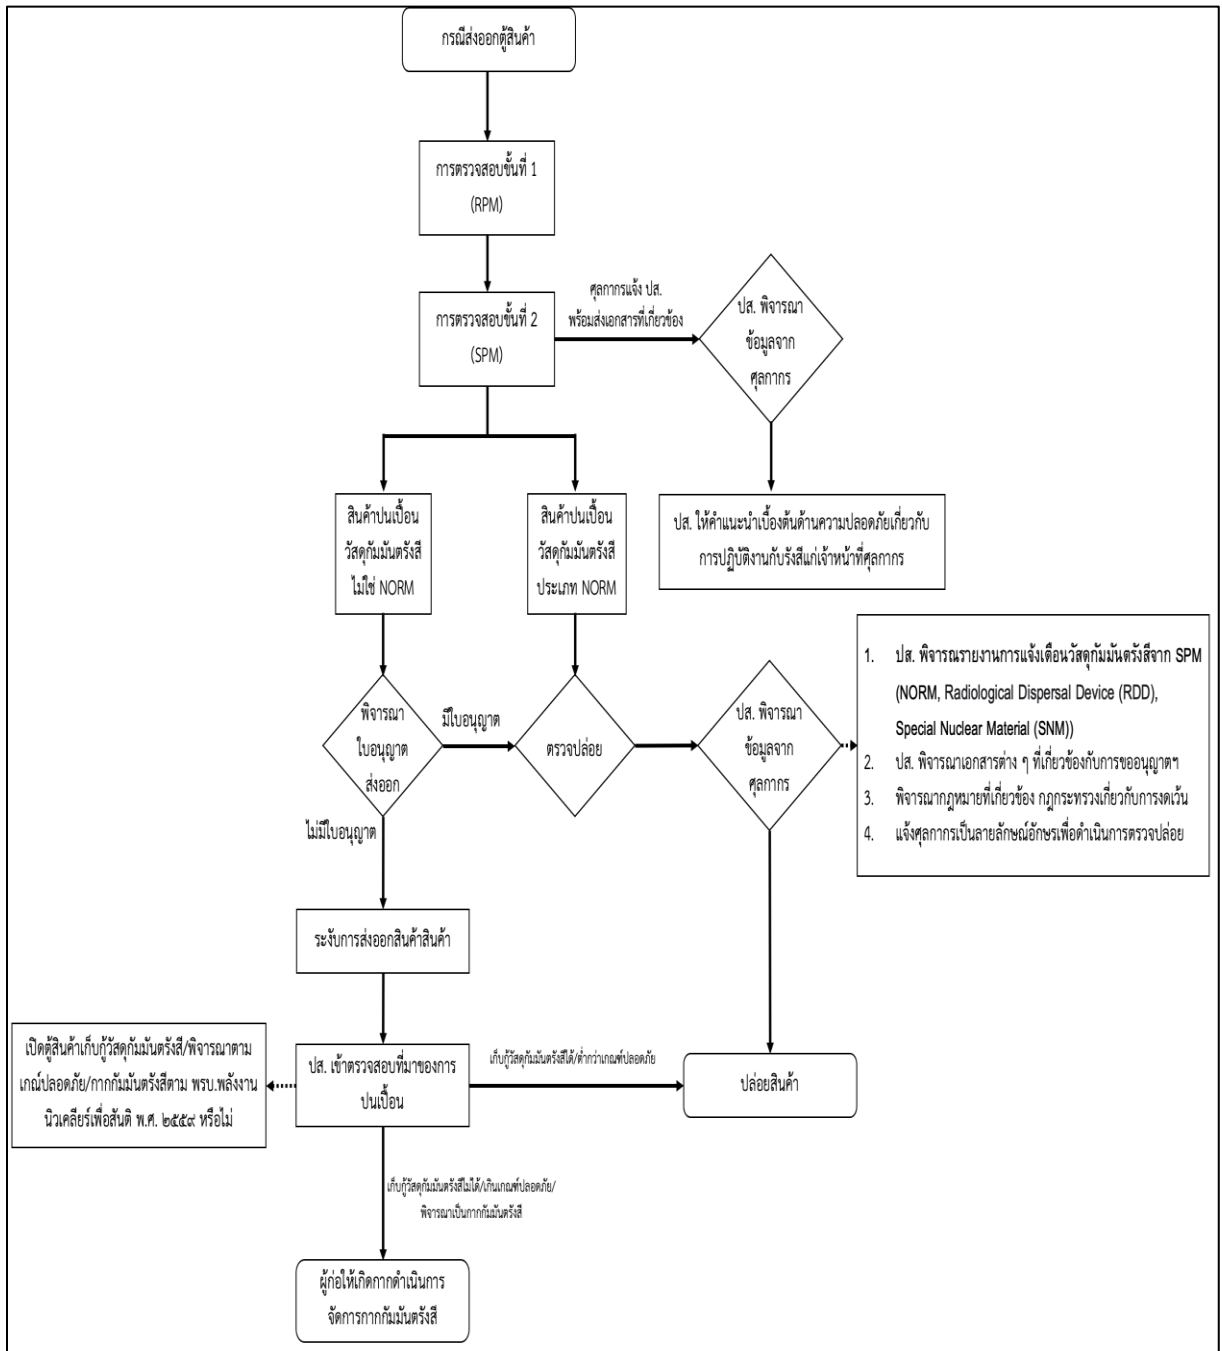 กรณีส่งออกตู้สินค้า
การตรวจสอบขั้นที่ 1
(RPM)
การตรวจสอบขั้นที่ 2
(SPM)
ศุลกากรแจ้ง ปส.
พร้อมส่งเอกสารที่เกี่ยวข้อง
ปส. พิจารณา
ข้อมูลจาก
ศุลกากร
สินค้าปนเปื้อน
วัสดุกัมมันตรังสี
ไม่ใช่ NORM
สินค้าปนเปื้อน
วัสดุกัมมันตรังสี
ประเภท NORM
ปส. ให้คำแนะนำเบื้องต้นด้านความปลอดภัยเกี่ยวกับ
การปฏิบัติงานกับรังสีแก่เจ้าหน้าที่ศุลกากร
พิจารณา
ใบอนุญาต
ส่งออก
มีใบอนุญาต
ตรวจปล่อย
ปส. พิจารณา
ข้อมูลจาก
ศุลกากร
1. ปส. พิจารณรายงานการแจ้งเตือนวัสดุกัมมันตรังสีจาก SPM
(NORM, Radiological Dispersal Device (RDD),
Special Nuclear Material (SNM))
2. ปส. พิจารณาเอกสารต่าง ๆ ที่เกี่ยวข้องกับการขออนุญาตฯ
3. พิจารณากฎหมายที่เกี่ยวข้อง กฎกระทรวงเกี่ยวกับการงดเว้น
4. แจ้งศุลกากรเป็นลายลักษณ์อักษรเพื่อดำเนินการตรวจปล่อย
ไม่มีใบอนุญาต
ระงับการส่งออกสินค้าสินค้า
เปิดตู้สินค้าเก็บกู้วัสดุกัมมันตรังสี/พิจารณาตาม
เกณ์ปลอดภัย/กากกัมมันตรังสีตาม พรบ.พลังงาน
นิวเคลียร์เพื่อสันติ พ.ศ. ๒๕๕๙ หรือไม่
ปส. เข้าตรวจสอบที่มาของการ
ปนเปื้อน
เก็บกู้วัสดุกัมมันตรังสีได้/ต่ำกว่าเกณฑ์ปลอดภัย
ปล่อยสินค้า
เก็บกู้วัสดุกัมมันตรังสีไม่ได้/เกินเกณฑ์ปลอดภัย/
พิจารณาเป็นกากกัมมันตรังสี
ผู้ก่อให้เกิดกากดำเนินการ
จัดการกากกัมมันตรังสี